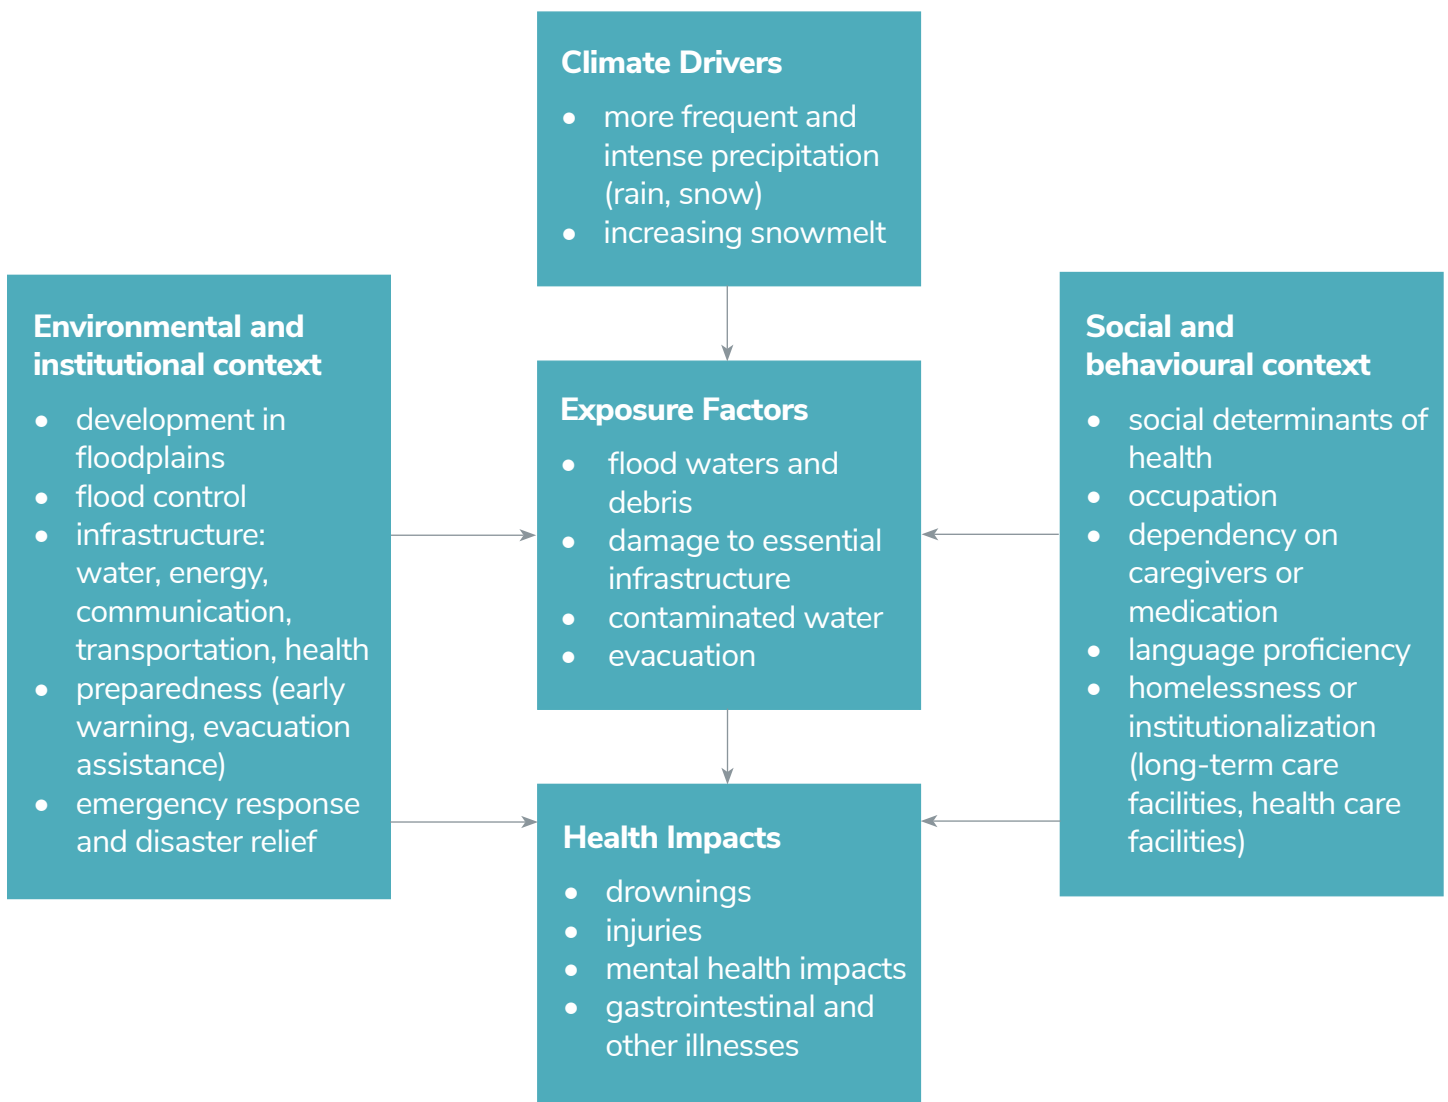 Climate Drivers
● more frequent and
intense precipitation
(rain, snow)
● increasing snowmelt
Environmental and
institutional context
● development in
floodplains
● flood control
● infrastructure:
water, energy,
communication,
transportation, health
● preparedness (early
warning, evacuation
assistance)
● emergency response
and disaster relief
Exposure Factors
● flood waters and
debris
● damage to essential
infrastructure
● contaminated water
● evacuation
Social and
behavioural context
● social determinants of
health
● occupation
● dependency on
caregivers or
medication
● language proficiency
● homelessness or
institutionalization
(long-term care
facilities, health care
facilities)
Health Impacts
● drownings
● injuries
● mental health impacts
● gastrointestinal and
other illnesses